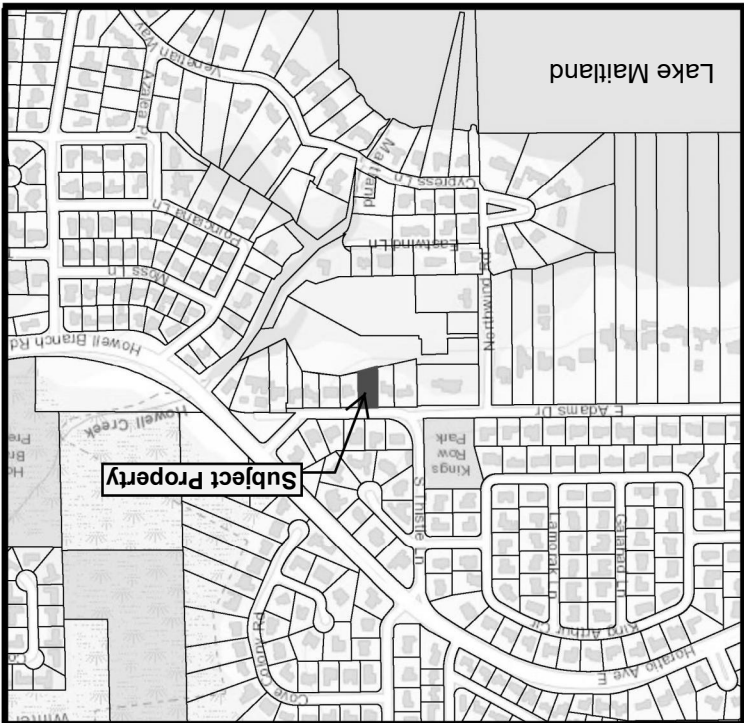 Winter
Cove Colony Rd
Horatio Ave E
King Arthur Cir
Galahad Ln
Lamorak Ln
S Thistle Ln
Subject Property
Kings
Row
Park
Howell Creek
E Adams Dr
Howell Branch Rd
Northwind Rd
Moss Ln
Eastwind Ln
Poinciana Ln
Cypress Ln
Maitland
Azalea Pl
Venetian Way
Lake Maitland